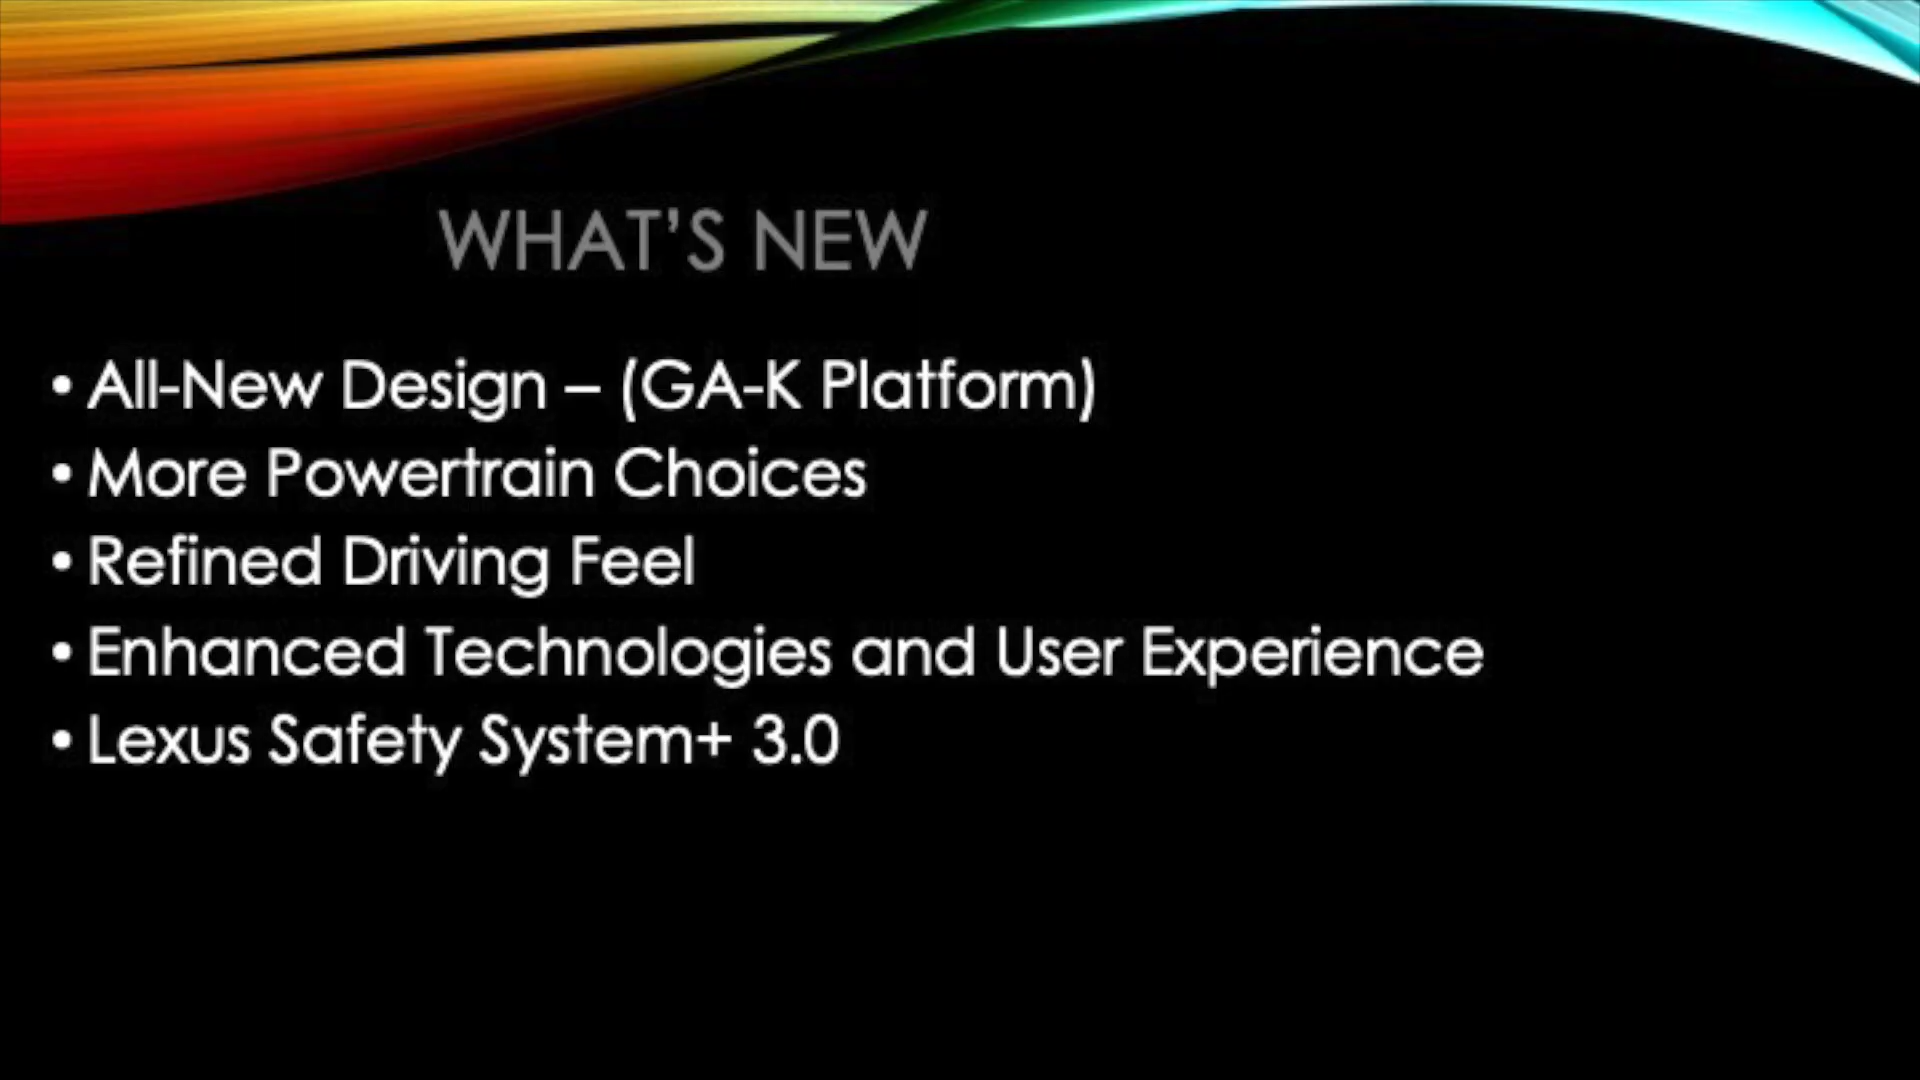 WHAT’S NEW
• All-New Design – (GA-K Platform)
• More Powertrain Choices
• Refined Driving Feel
• Enhanced Technologies and User Experience
• Lexus Safety System+ 3.0